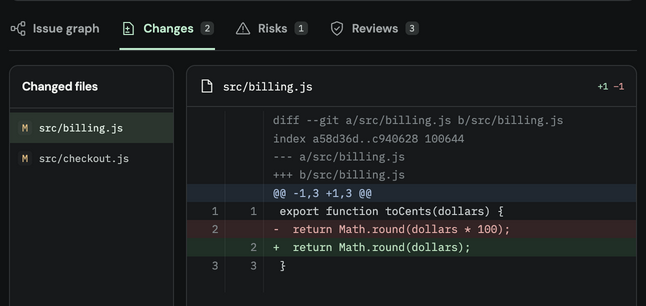 Issue graph
Changes 2
Risks 1
Reviews 3
Changed files
M src/billing.js
M src/checkout.js
src/billing.js +1 −1
diff --git a/src/billing.js b/src/billing.js
index a58d36d..c940628 100644
--- a/src/billing.js
+++ b/src/billing.js
@@ -1,3 +1,3 @@
1 1 export function toCents(dollars) {
2 -  return Math.round(dollars * 100);
2 +  return Math.round(dollars);
3 3 }